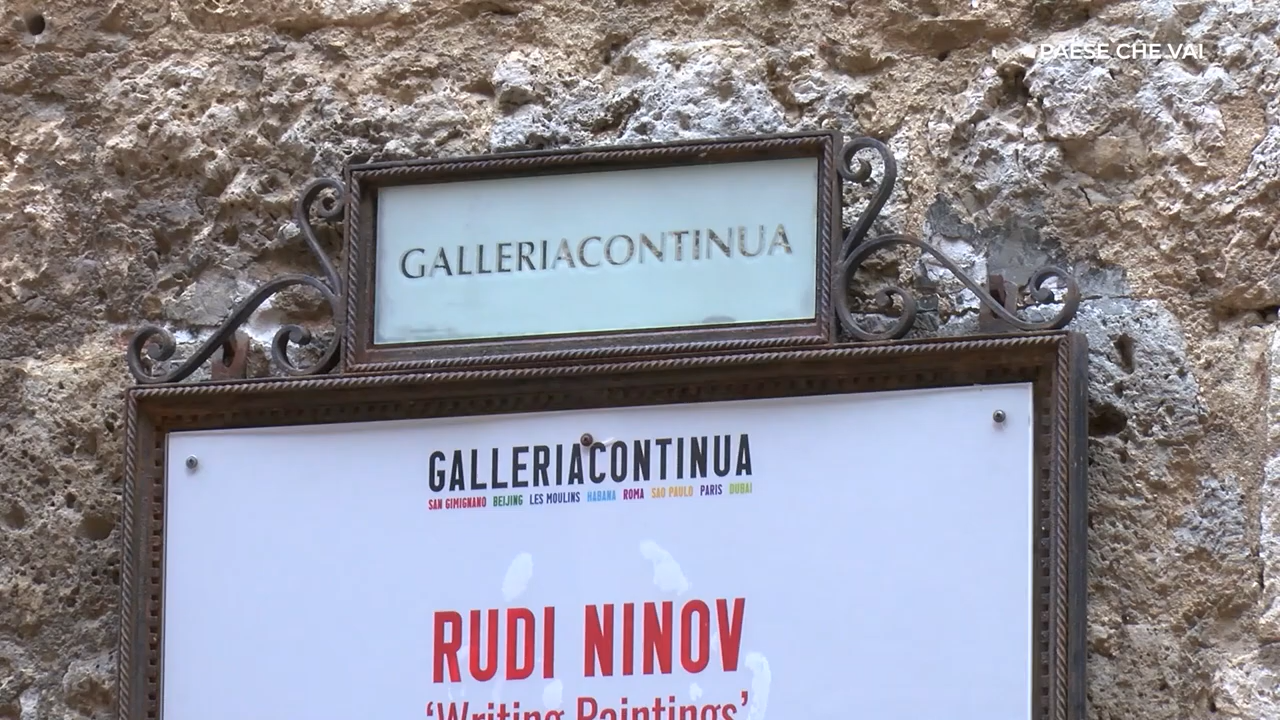 PAESE CHE VAI
GALLERIACONTINUA
GALLERIACONTINUA
SAN GIMIGNANO BEIJING LES MOULINS HABANA ROMA SAO PAULO PARIS DUBAI
RUDI NINOV
‘Writing Paintings’